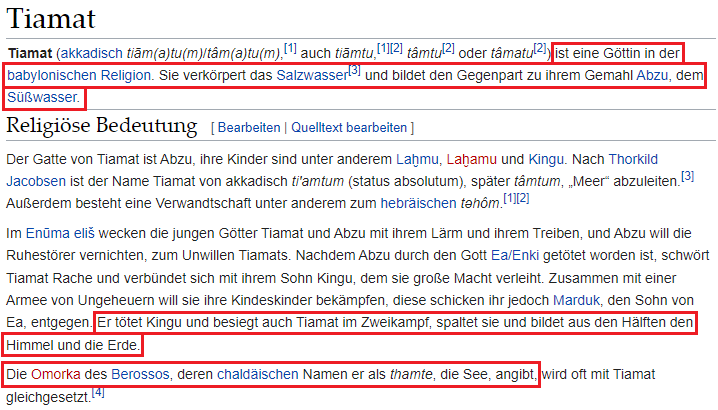 Tiamat
Tiamat (akkadisch tiām(a)tu(m)/tâm(a)tu(m),[1] auch tiāmtu,[1][2] tâmtu[2] oder tâmatu[2]) ist eine Göttin in der
babylonischen Religion. Sie verkörpert das Salzwasser[3] und bildet den Gegenpart zu ihrem Gemahl Abzu, dem
Süßwasser.
Religiöse Bedeutung [ Bearbeiten | Quelltext bearbeiten ]
Der Gatte von Tiamat ist Abzu, ihre Kinder sind unter anderem Laḫmu, Laḫamu und Kingu. Nach Thorkild
Jacobsen ist der Name Tiamat von akkadisch ti'amtum (status absolutum), später tâmtum, „Meer“ abzuleiten.[3]
Außerdem besteht eine Verwandtschaft unter anderem zum hebräischen təhôm.[1][2]
Im Enūma eliš wecken die jungen Götter Tiamat und Abzu mit ihrem Lärm und ihrem Treiben, und Abzu will die
Ruhestörer vernichten, zum Unwillen Tiamats. Nachdem Abzu durch den Gott Ea/Enki getötet worden ist, schwört
Tiamat Rache und verbündet sich mit ihrem Sohn Kingu, dem sie große Macht verleiht. Zusammen mit einer
Armee von Ungeheuern will sie ihre Kindeskinder bekämpfen, diese schicken ihr jedoch Marduk, den Sohn von
Ea, entgegen. Er tötet Kingu und besiegt auch Tiamat im Zweikampf, spaltet sie und bildet aus den Hälften den
Himmel und die Erde.
Die Omorka des Berossos, deren chaldäischen Namen er als thamte, die See, angibt, wird oft mit Tiamat
gleichgesetzt.[4]